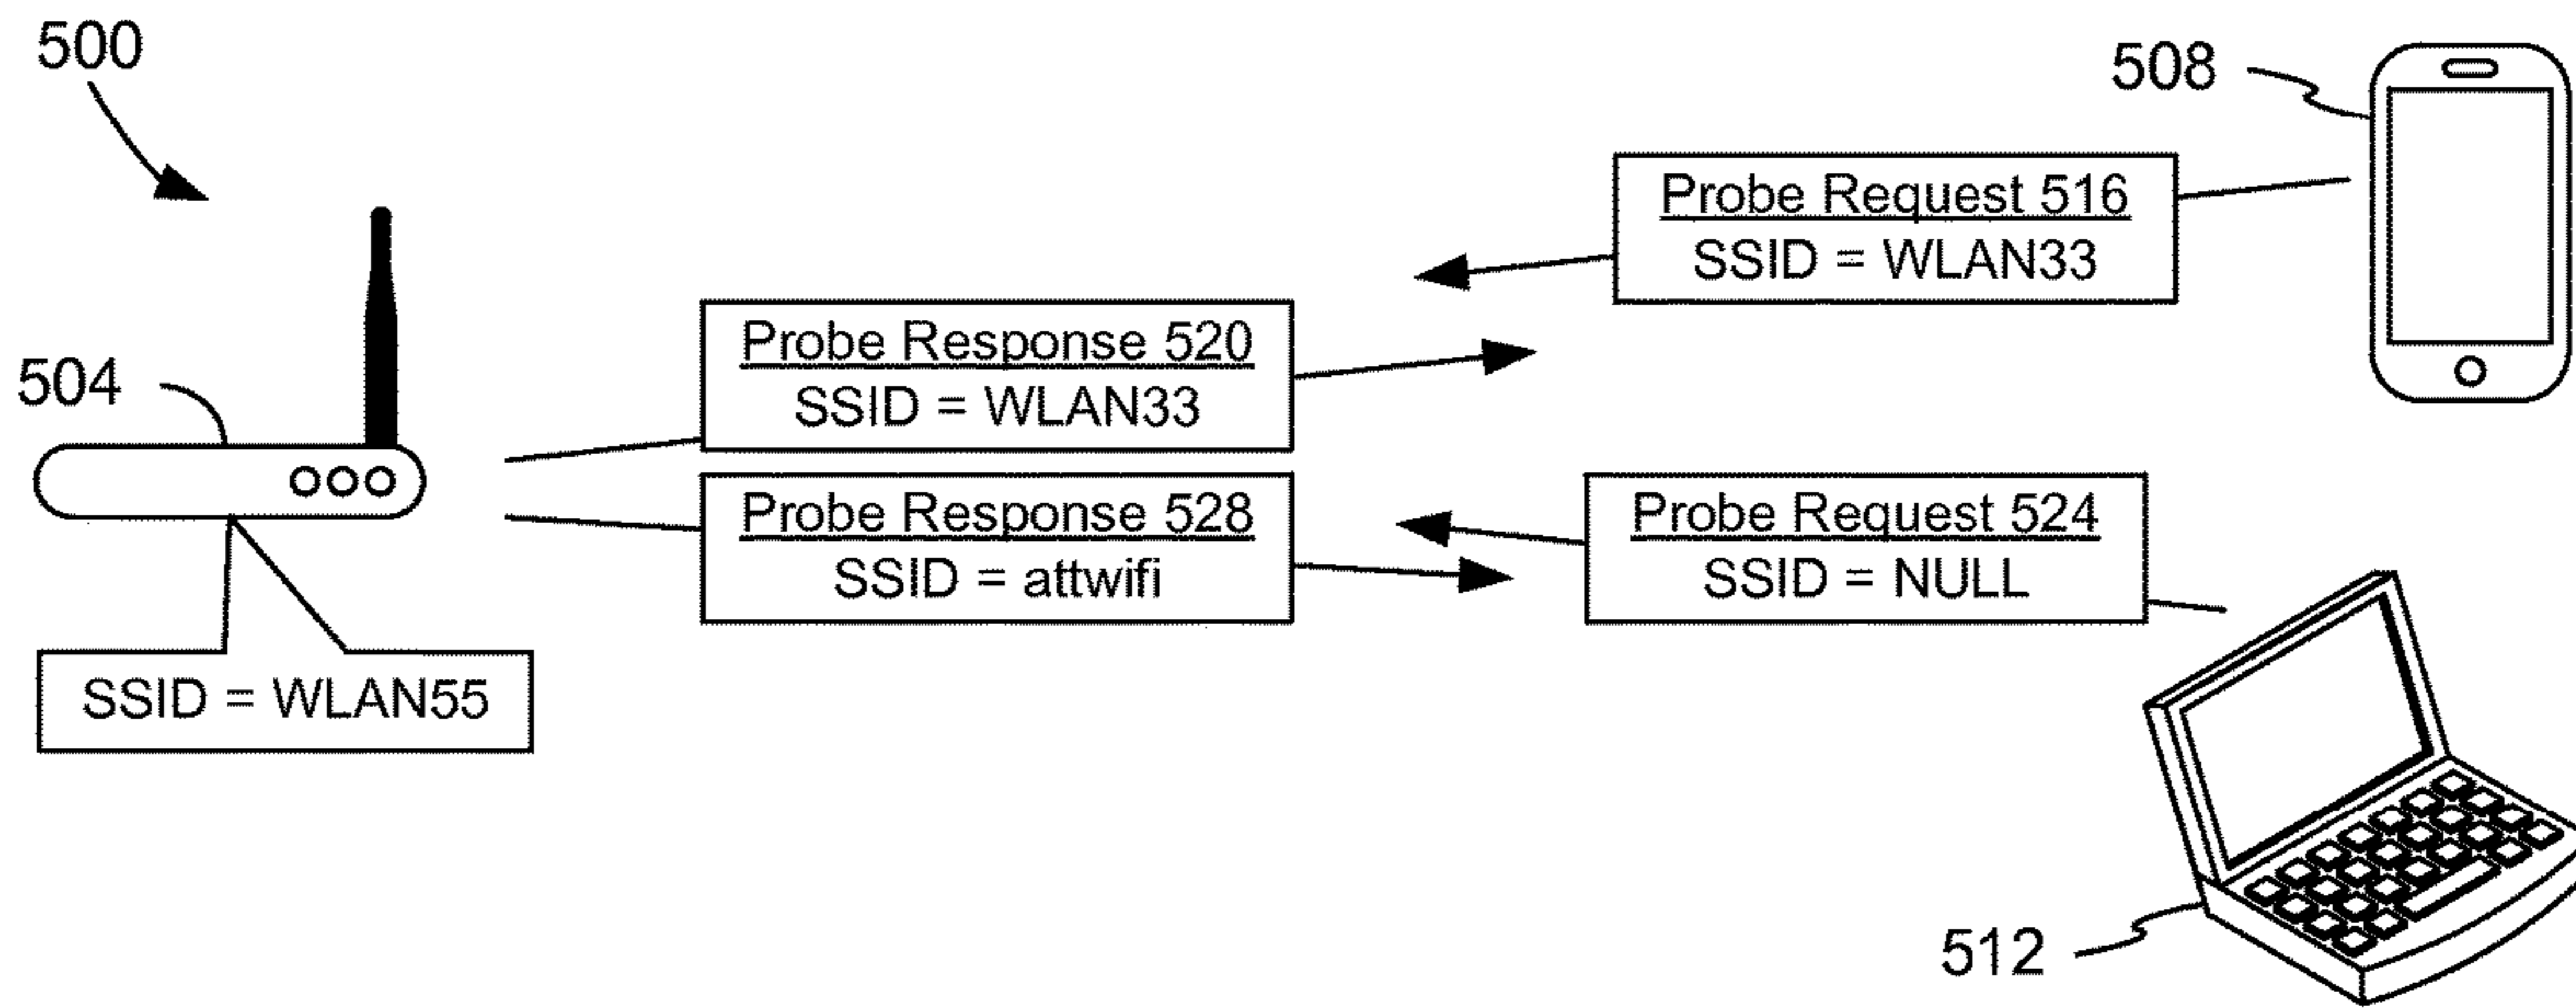 500
508
Probe Request 516
SSID = WLAN33
Probe Response 520
SSID = WLAN33
504
Probe Response 528
SSID = attwifi
Probe Request 524
SSID = NULL
SSID = WLAN55
512